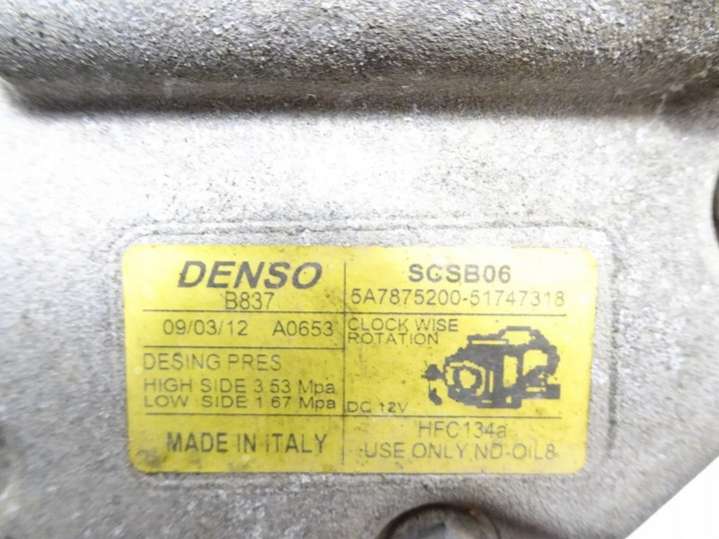 DENSO
B837
SCSB06
5A7875200-51747318
09/03/12 A0653
CLOCK WISE
ROTATION
DESING PRES
HIGH SIDE 3.53 Mpa
LOW SIDE 1.67 Mpa
DC 12V
MADE IN ITALY
HFC134a
USE ONLY ND-OIL8